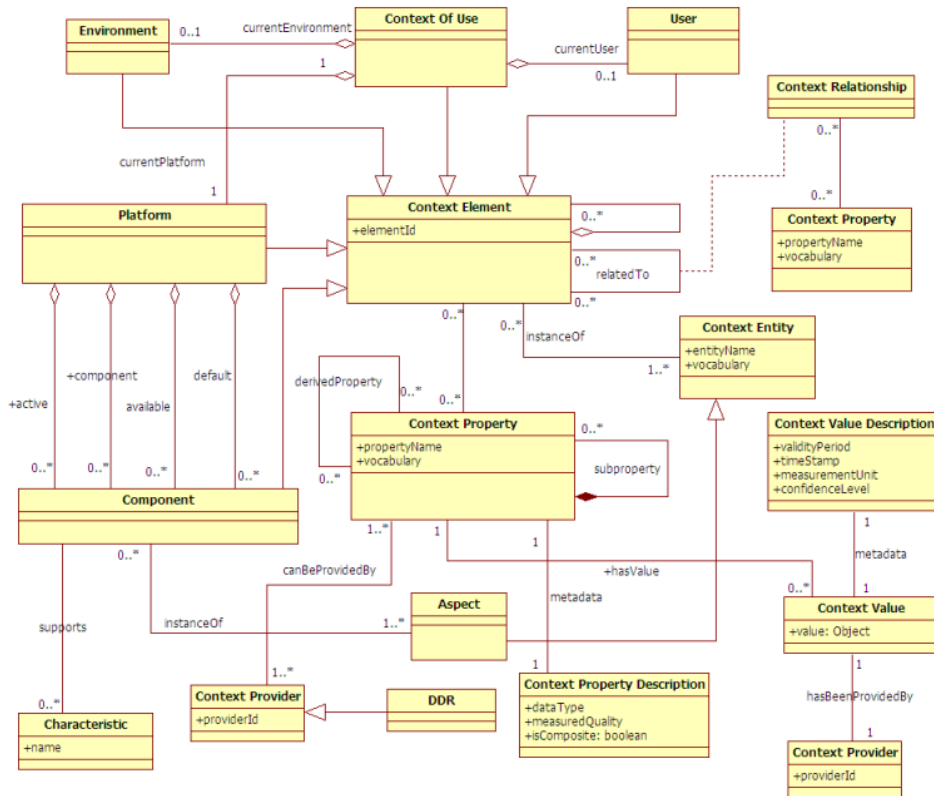 Environment
0..1
currentEnvironment
Context Of Use
User
currentUser
0..1
1
Context Relationship
0..*
currentPlatform
1
0..*
Platform
Context Element
+elementId
0..*
0..*
relatedTo
0..*
Context Property
+propertyName
+vocabulary
0..*
0..*
instanceOf
1..*
Context Entity
+entityName
+vocabulary
+active
+component
available
default
derivedProperty
0..*
0..*
Context Property
+propertyName
+vocabulary
0..*
0..*
subproperty
Context Value Description
+validityPeriod
+timeStamp
+measurementUnit
+confidenceLevel
0..*
0..*
0..*
0..*
Component
0..*
1..*
1
1
1
canBeProvidedBy
+hasValue
metadata
metadata
0..*
1
supports
instanceOf
1..*
Aspect
Context Value
+value: Object
1
1..*
1
hasBeenProvidedBy
0..*
Characteristic
+name
Context Provider
+providerId
DDR
Context Property Description
+dataType
+measuredQuality
+isComposite: boolean
1
Context Provider
+providerId